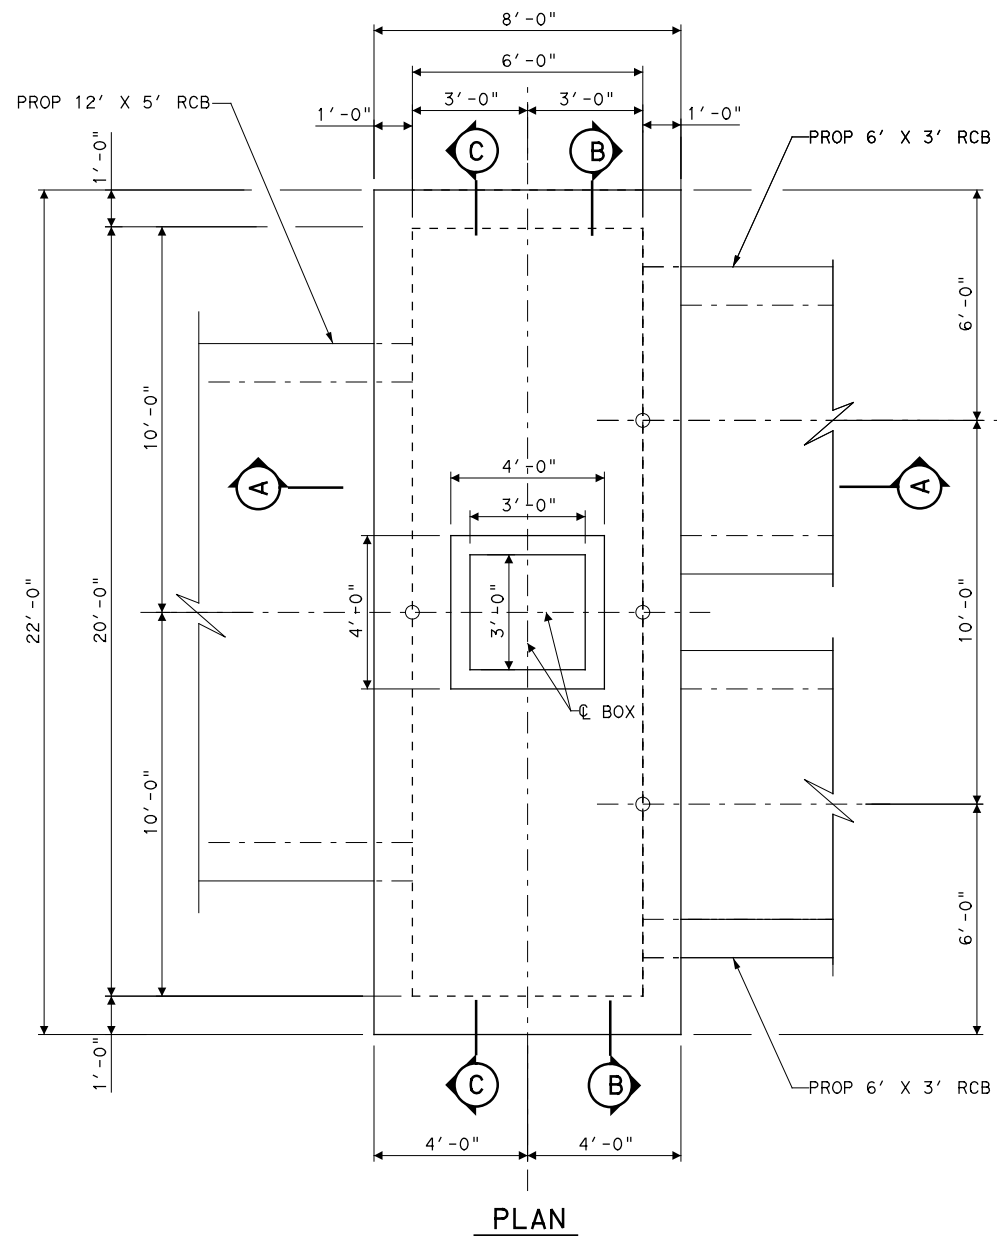 8'-0"
6'-0"
PROP 12' X 5' RCB
3'-0"
3'-0"
1'-0"
1'-0"
PROP 6' X 3' RCB
C
B
1'-0"
6'-0"
10'-0"
4'-0"
A
A
3'-0"
22'-0"
20'-0"
4'-0"
3'-0"
10'-0"
℄ BOX
10'-0"
6'-0"
1'-0"
C
B
PROP 6' X 3' RCB
4'-0"
4'-0"
PLAN